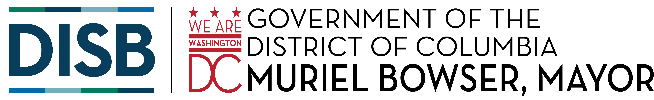 DISB
WE ARE
WASHINGTON
DC
GOVERNMENT OF THE
DISTRICT OF COLUMBIA
MURIEL BOWSER, MAYOR